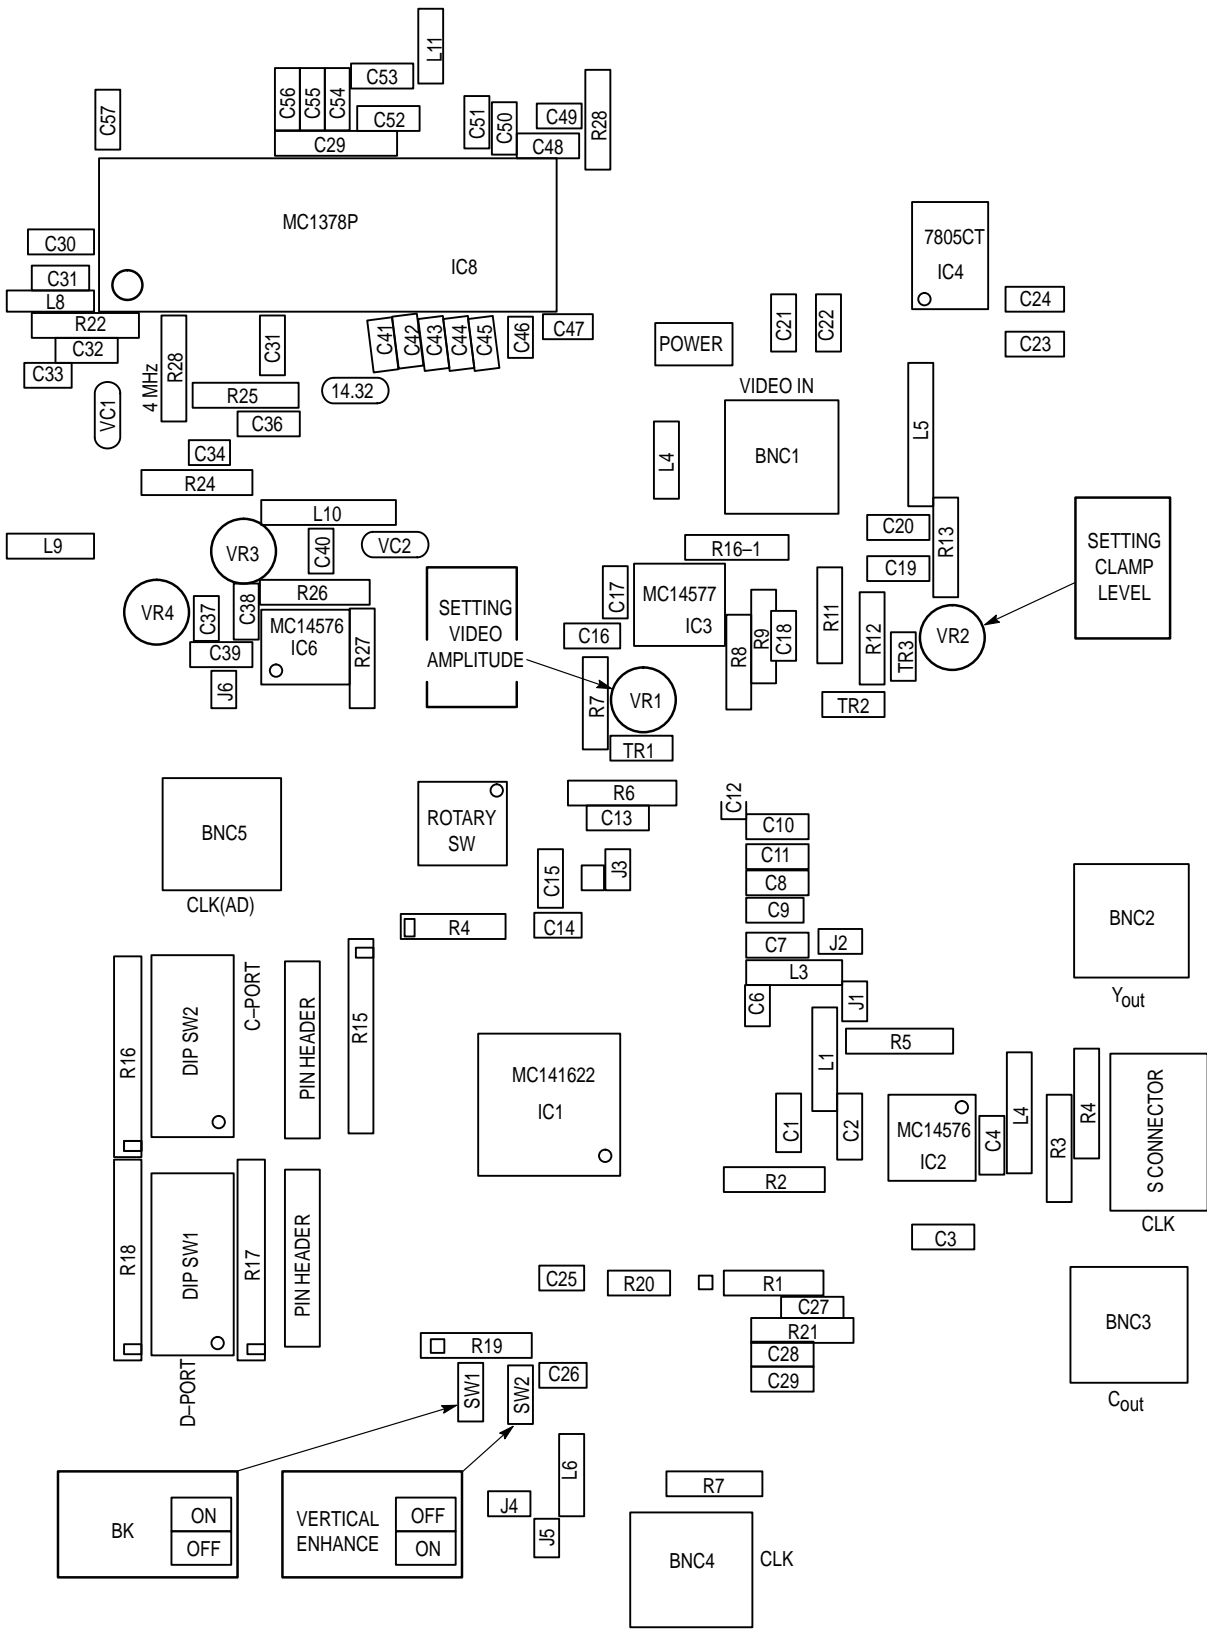 L11
C53
C56
C55
C54
C52
C29
C57
C51
C50
C49
C48
R28
MC1378P
IC8
C30
C31
L8
R22
C32
C33
VC1
4 MHz
R28
C31
R25
14.32
C36
C34
R24
C41
C42
C43
C44
C45
C46
C47
7805CT
IC4
C24
C23
C21
C22
POWER
VIDEO IN
BNC1
L4
L5
C20
R13
C19
L9
L10
VR3
C40
VC2
R26
VR4
C37
C38
MC14576
IC6
R27
C39
J6
SETTING
VIDEO
AMPLITUDE
R16–1
C17
MC14577
IC3
C16
R9
C18
R8
R11
R12
TR3
VR2
TR2
SETTING
CLAMP
LEVEL
R7
VR1
TR1
BNC5
CLK(AD)
ROTARY
SW
R6
C13
C15
J3
R4
C14
C12
C10
C11
C8
C9
C7
J2
L3
C6
J1
BNC2
Yout
R16
DIP SW2
C–PORT
PIN HEADER
R15
MC141622
IC1
L1
R5
C1
C2
R2
MC14576
IC2
C4
L4
R3
R4
S CONNECTOR
CLK
C3
R18
DIP SW1
D–PORT
R17
PIN HEADER
C25
R20
R1
C27
R21
C28
C29
BNC3
Cout
R19
SW1
SW2
C26
BK
ON
OFF
VERTICAL
ENHANCE
OFF
ON
L6
J4
J5
R7
BNC4
CLK